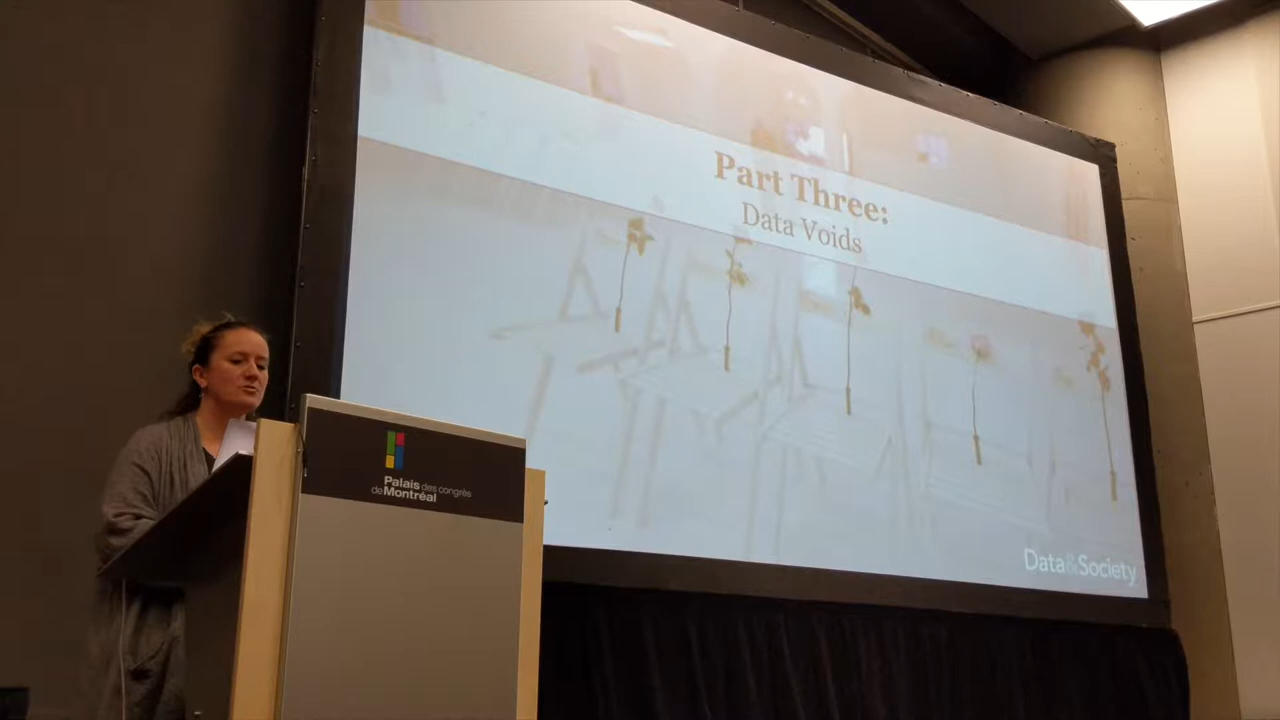 Part Three:
Data Voids
Data&Society
Palais des congrès
de Montréal